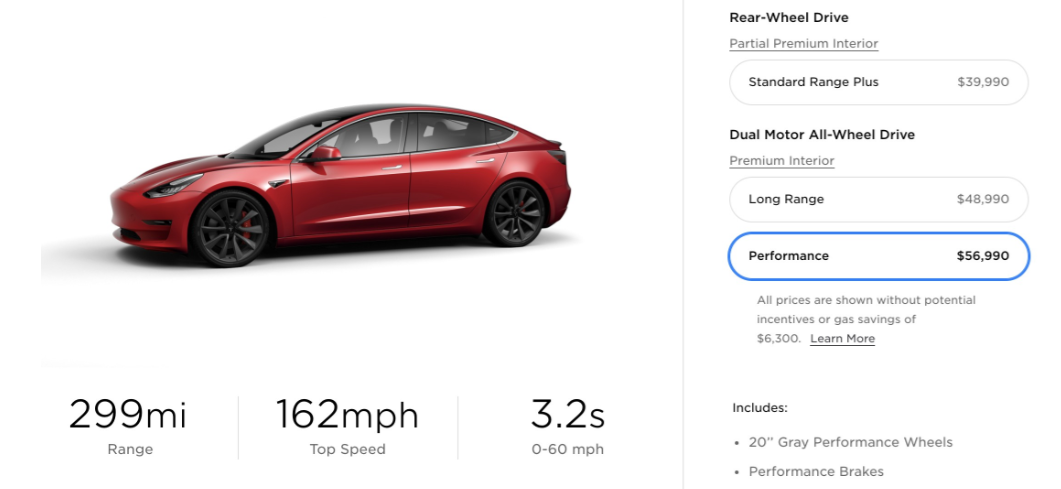 Rear-Wheel Drive
Partial Premium Interior
Standard Range Plus $39,990
Dual Motor All-Wheel Drive
Premium Interior
Long Range $48,990
Performance $56,990
All prices are shown without potential
incentives or gas savings of
$6,300. Learn More
299mi 162mph 3.2s
Range Top Speed 0-60 mph
Includes:
• 20” Gray Performance Wheels
• Performance Brakes